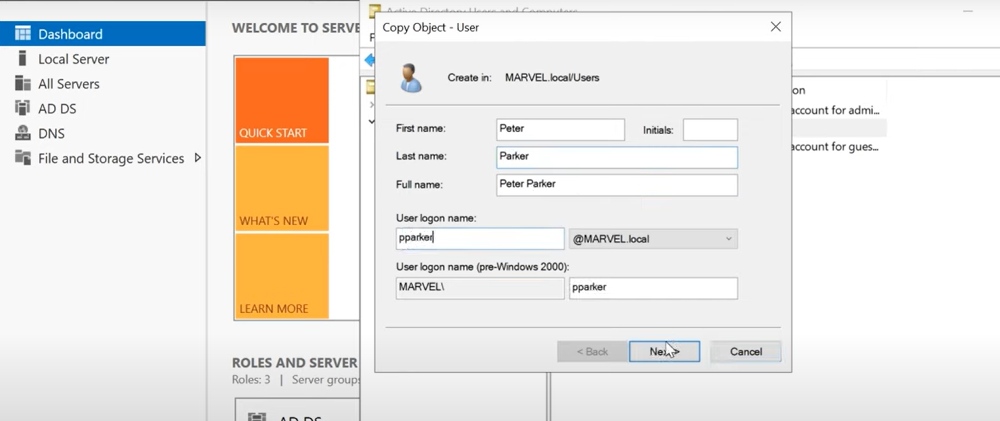 Dashboard
Local Server
All Servers
AD DS
DNS
File and Storage Services
WELCOME TO SERVE
QUICK START
WHAT'S NEW
LEARN MORE
ROLES AND SERVER
Roles: 3 | Server groups
AD DS
Active Directory Users and Computers
Copy Object - User
Create in: MARVEL.local/Users
First name: Peter Initials:
Last name: Parker
Full name: Peter Parker
User logon name:
pparker @MARVEL.local
User logon name (pre-Windows 2000):
MARVEL\ pparker
< Back Next > Cancel
on
account for admi...
account for gues...